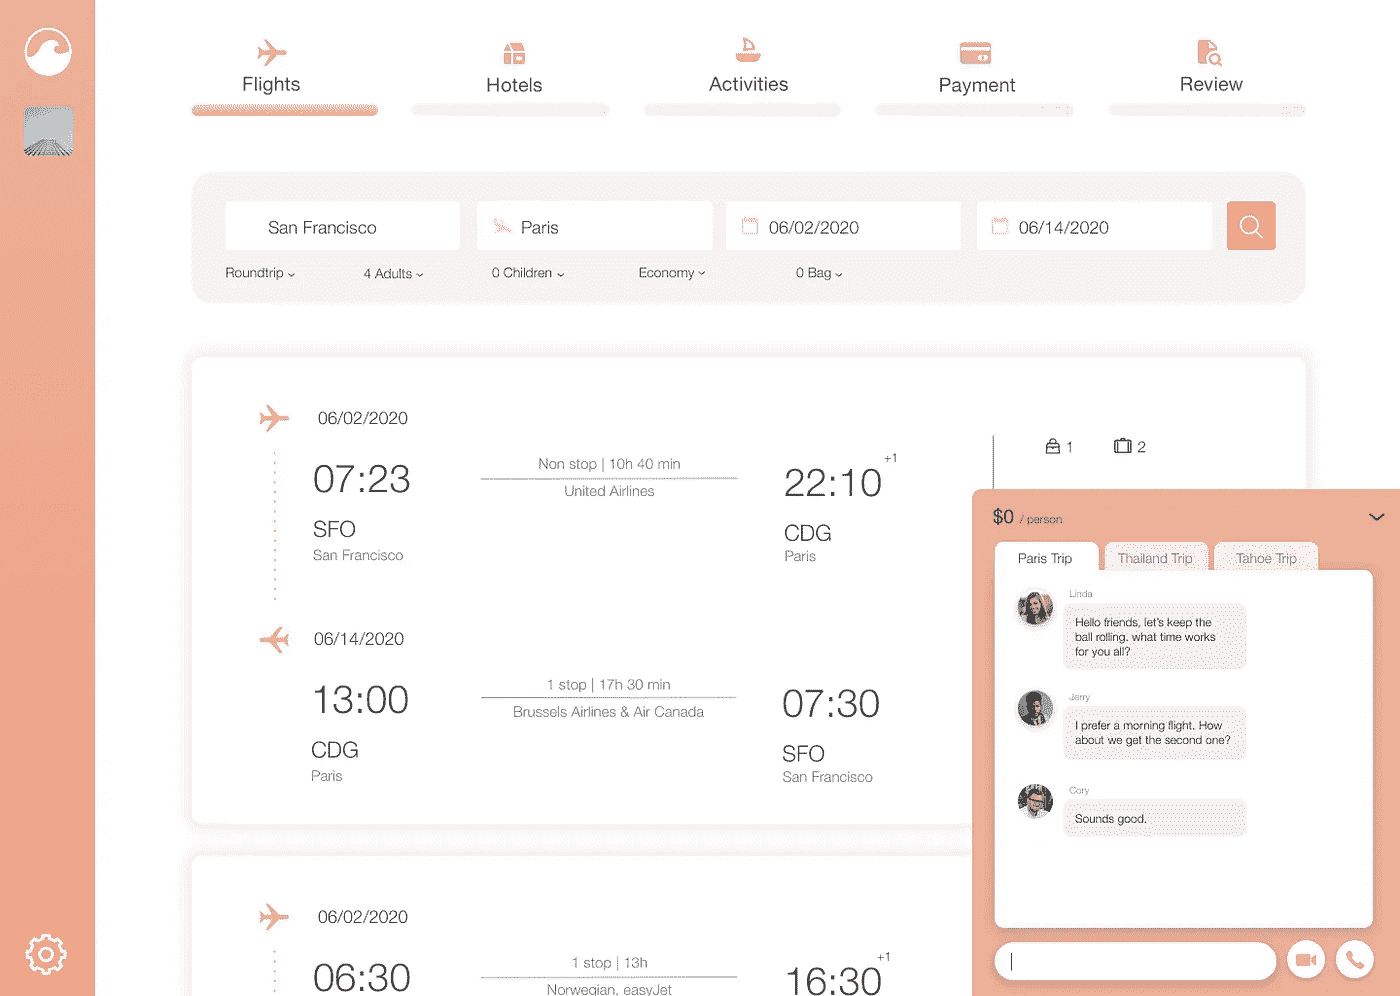 Flights
Hotels
Activities
Payment
Review
San Francisco
Paris
06/02/2020
06/14/2020
Roundtrip
4 Adults
0 Children
Economy
0 Bag
06/02/2020
07:23
Non stop | 10h 40 min
United Airlines
22:10
+1
SFO
San Francisco
CDG
Paris
1
2
06/14/2020
13:00
1 stop | 17h 30 min
Brussels Airlines & Air Canada
07:30
CDG
Paris
SFO
San Francisco
06/02/2020
06:30
1 stop | 13h
Norwegian, easyJet
16:30
+1
$0 / person
Paris Trip
Thailand Trip
Tahoe Trip
Linda
Hello friends, let's keep the
ball rolling. what time works
for you all?
Jerry
I prefer a morning flight. How
about we get the second one?
Cory
Sounds good.